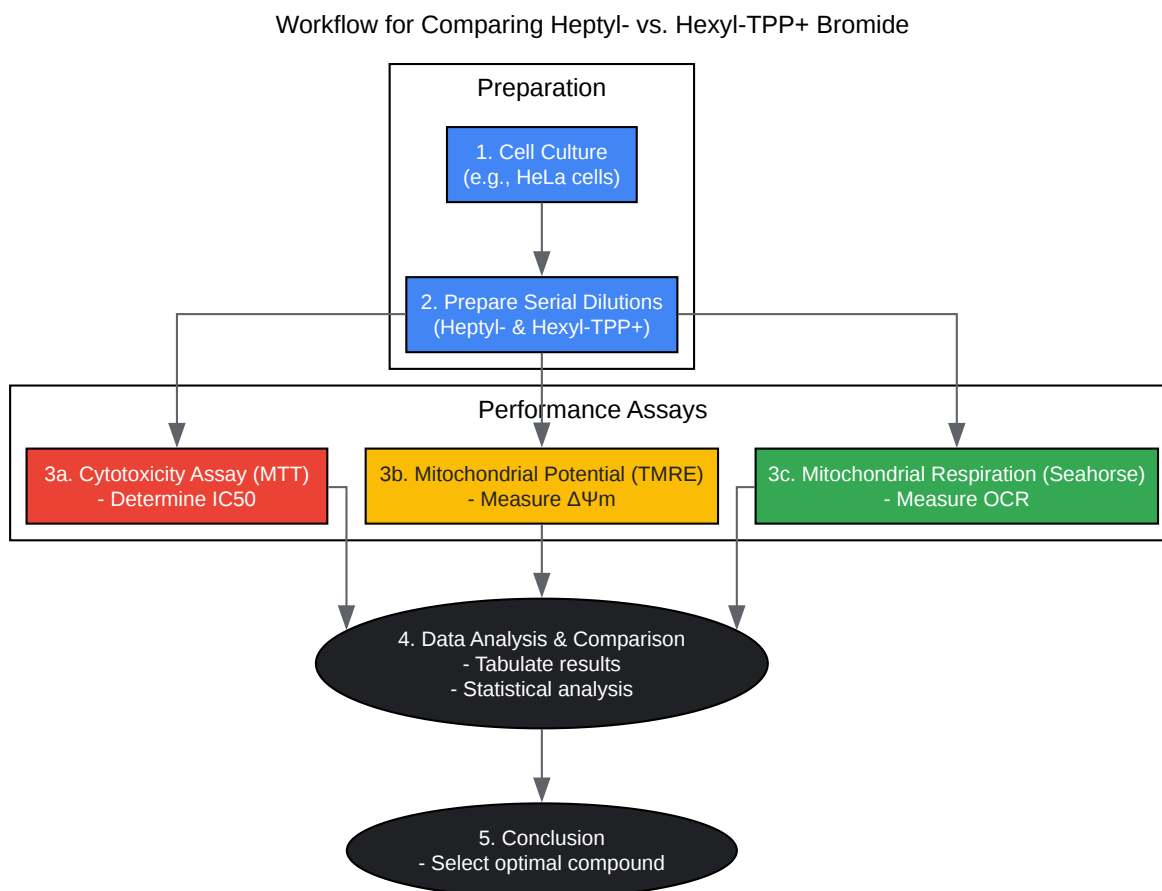 Workflow for Comparing Heptyl- vs. Hexyl-TPP+ Bromide
Preparation
1. Cell Culture
(e.g., HeLa cells)
2. Prepare Serial Dilutions
(Heptyl- & Hexyl-TPP+)
Performance Assays
3a. Cytotoxicity Assay (MTT)
- Determine IC50
3b. Mitochondrial Potential (TMRE)
- Measure ΔΨm
3c. Mitochondrial Respiration (Seahorse)
- Measure OCR
4. Data Analysis & Comparison
- Tabulate results
- Statistical analysis
5. Conclusion
- Select optimal compound